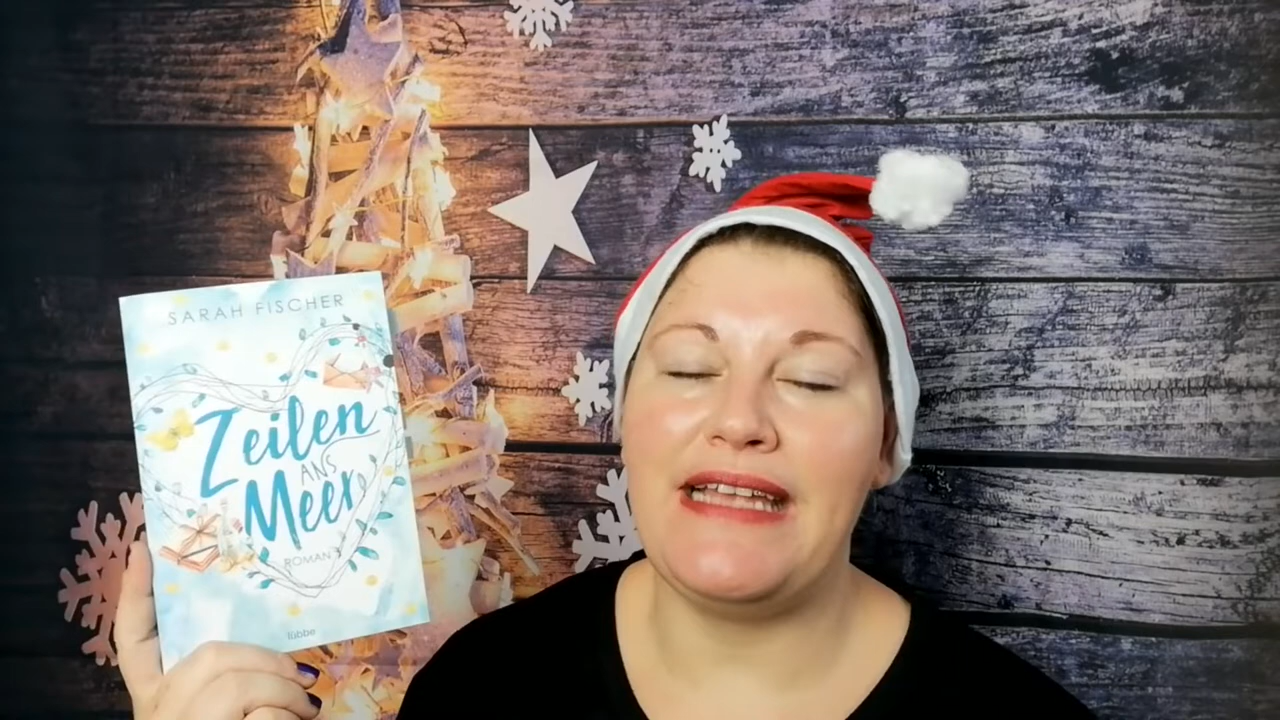 SARAH FISCHER
Zeilen
ANS
Meer
ROMAN
lübbe